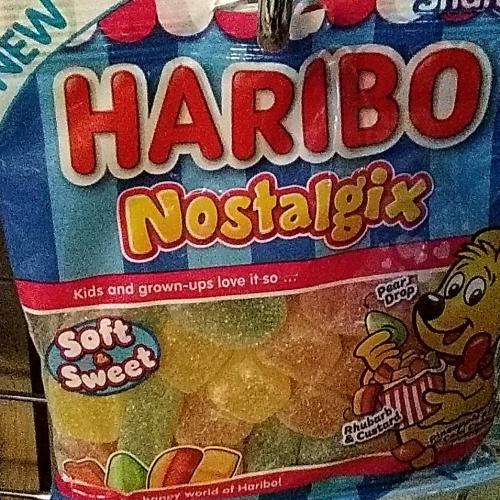 NEW
HARIBO
Nostalgix
Kids and grown-ups love it so ...
Soft
&
Sweet
Pear
Drop
Rhubarb
& Custard
happy world of Haribo!